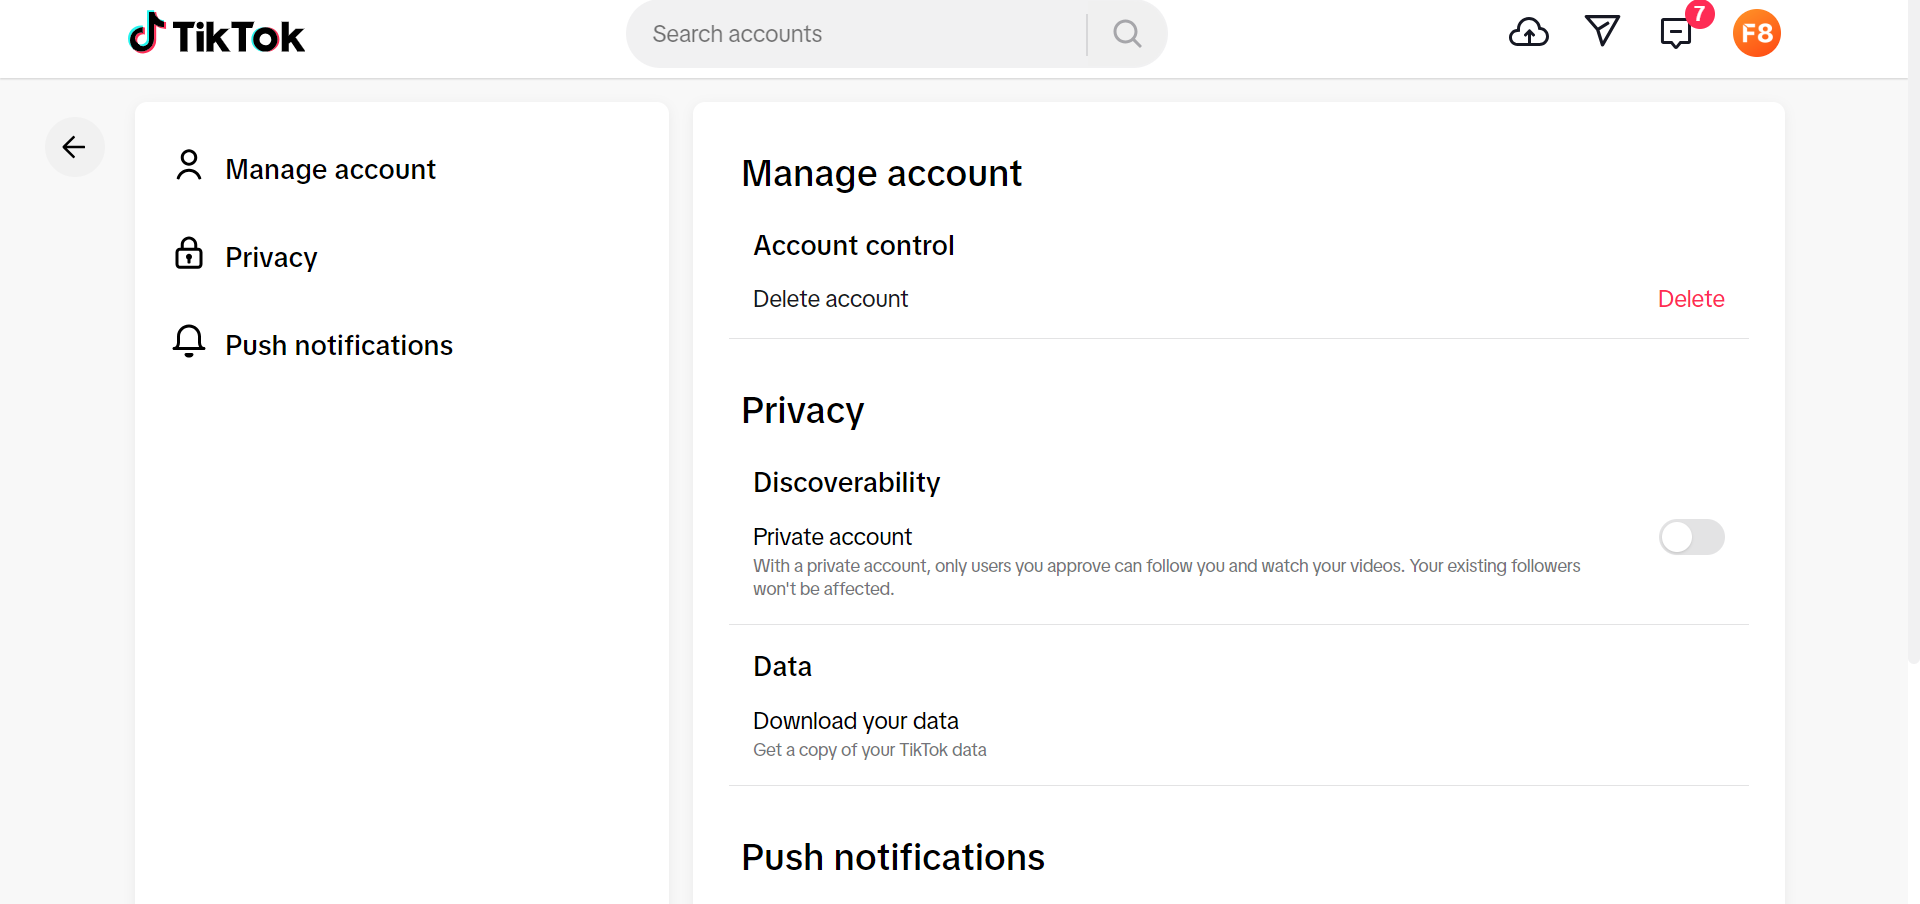 TikTok
Search accounts
7
F8
Manage account
Privacy
Push notifications
Manage account
Account control
Delete account
Delete
Privacy
Discoverability
Private account
With a private account, only users you approve can follow you and watch your videos. Your existing followers
won't be affected.
Data
Download your data
Get a copy of your TikTok data
Push notifications